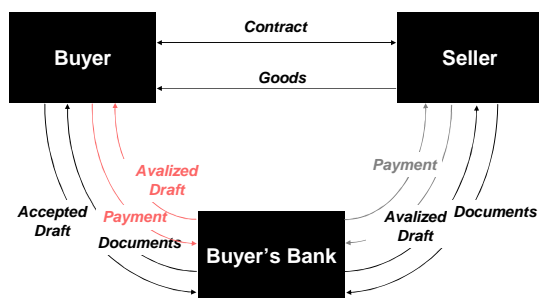 Contract
Buyer
Seller
Goods
Avalized
Draft
Payment
Accepted
Draft
Payment
Documents
Avalized
Draft
Documents
Buyer's Bank